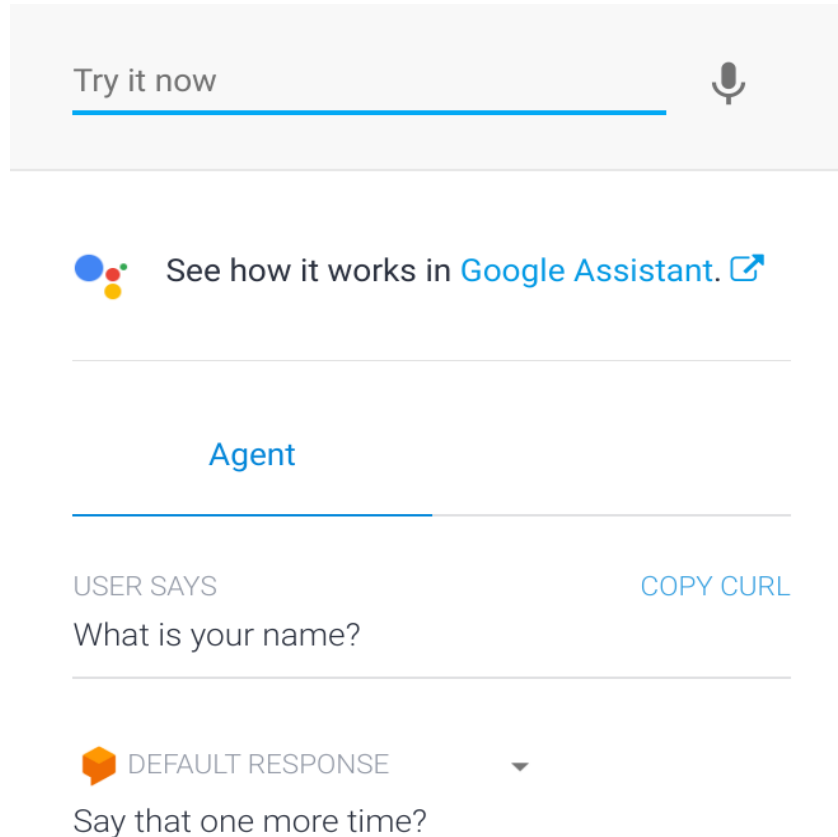 Try it now
See how it works in Google Assistant.
Agent
USER SAYS COPY CURL
What is your name?
DEFAULT RESPONSE
Say that one more time?